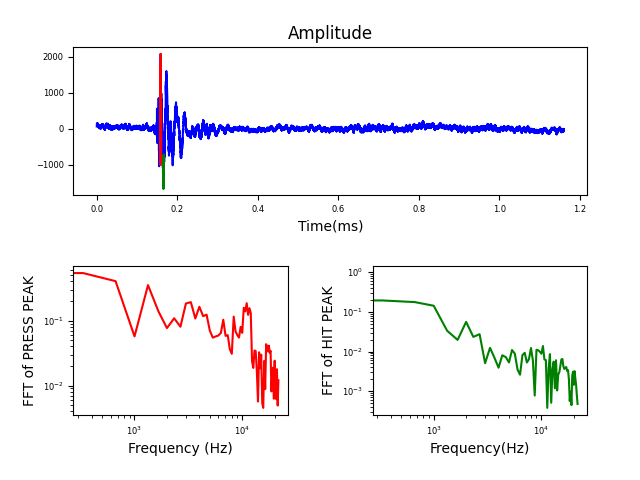 Amplitude
2000
1000
0
−1000
0.0 0.2 0.4 0.6 0.8 1.0 1.2
Time(ms)
FFT of PRESS PEAK
10⁻¹
10⁻²
10³ 10⁴
Frequency (Hz)
FFT of HIT PEAK
10⁰
10⁻¹
10⁻²
10⁻³
10³ 10⁴
Frequency(Hz)